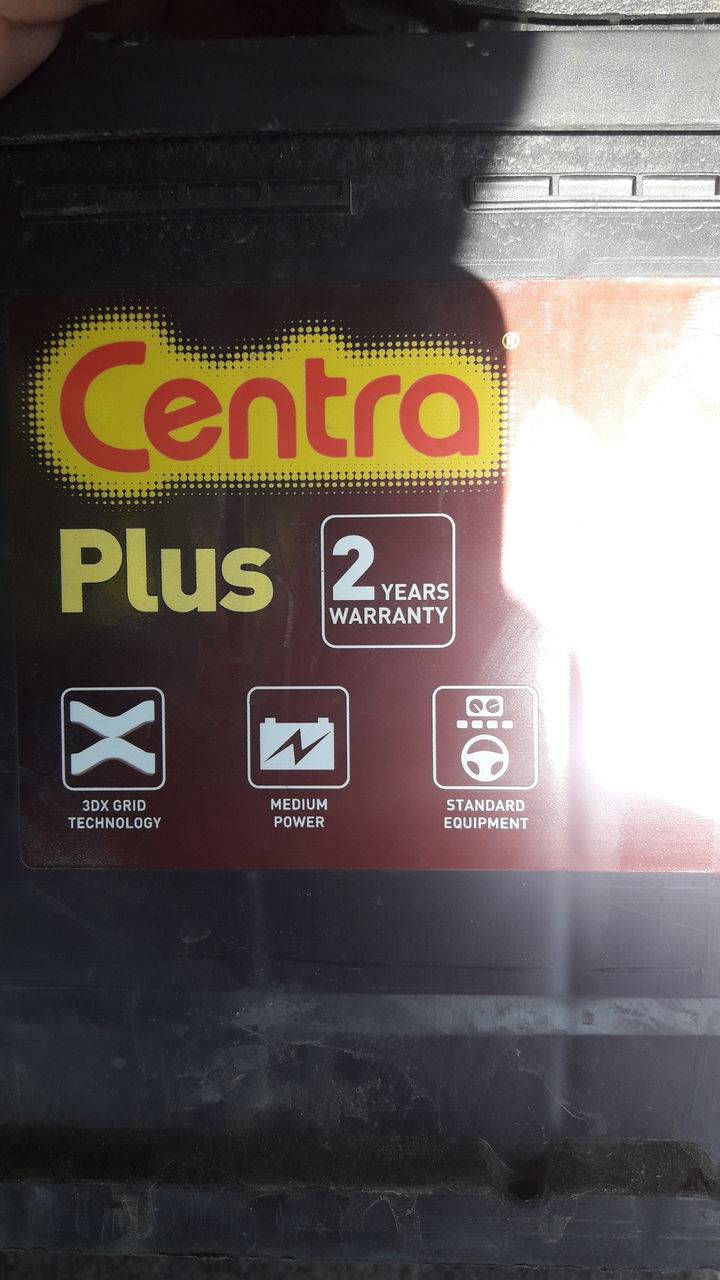 Centra®
Plus
2 YEARS
WARRANTY
3DX GRID
TECHNOLOGY
MEDIUM
POWER
STANDARD
EQUIPMENT